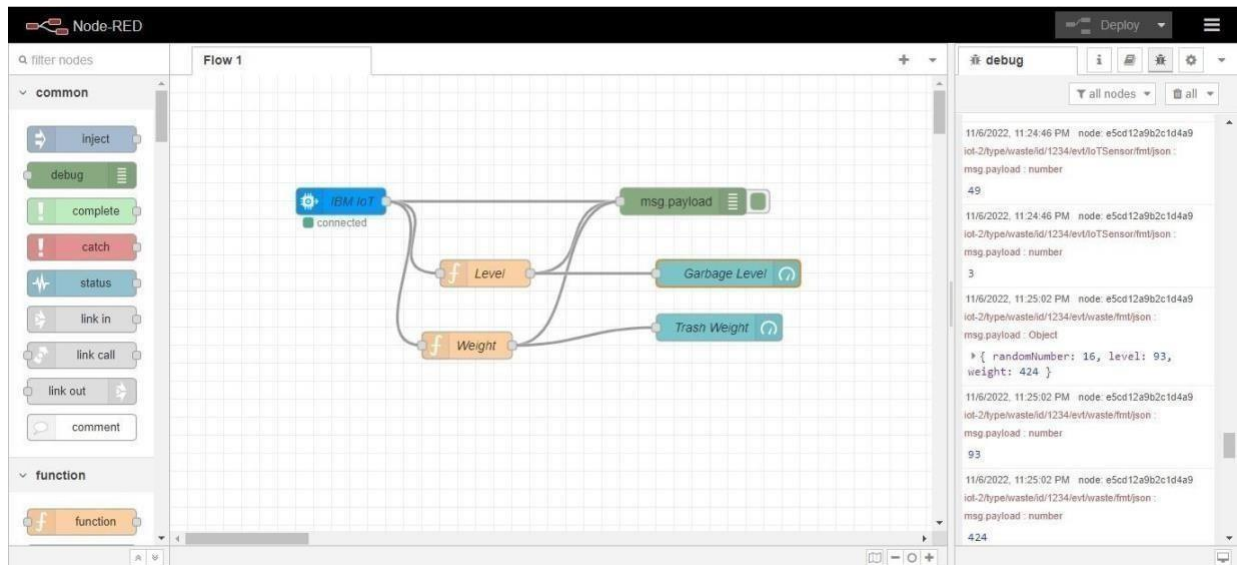 Node-RED
Deploy
filter nodes
Flow 1
debug
i
all nodes
all
common
inject
debug
complete
catch
status
link in
link call
link out
comment
function
function
IBM IoT
connected
msg.payload
Level
Garbage Level
Weight
Trash Weight
11/6/2022, 11:24:46 PM node: e5cd12a9b2c1d4a9
iot-2/type/waste/id/1234/evt/IoTSensor/fmt/json :
msg.payload : number
49
11/6/2022, 11:24:46 PM node: e5cd12a9b2c1d4a9
iot-2/type/waste/id/1234/evt/IoTSensor/fmt/json :
msg.payload : number
3
11/6/2022, 11:25:02 PM node: e5cd12a9b2c1d4a9
iot-2/type/waste/id/1234/evt/waste/fmt/json :
msg.payload : Object
{ randomNumber: 16, level: 93,
weight: 424 }
11/6/2022, 11:25:02 PM node: e5cd12a9b2c1d4a9
iot-2/type/waste/id/1234/evt/waste/fmt/json :
msg.payload : number
93
11/6/2022, 11:25:02 PM node: e5cd12a9b2c1d4a9
iot-2/type/waste/id/1234/evt/waste/fmt/json :
msg.payload : number
424